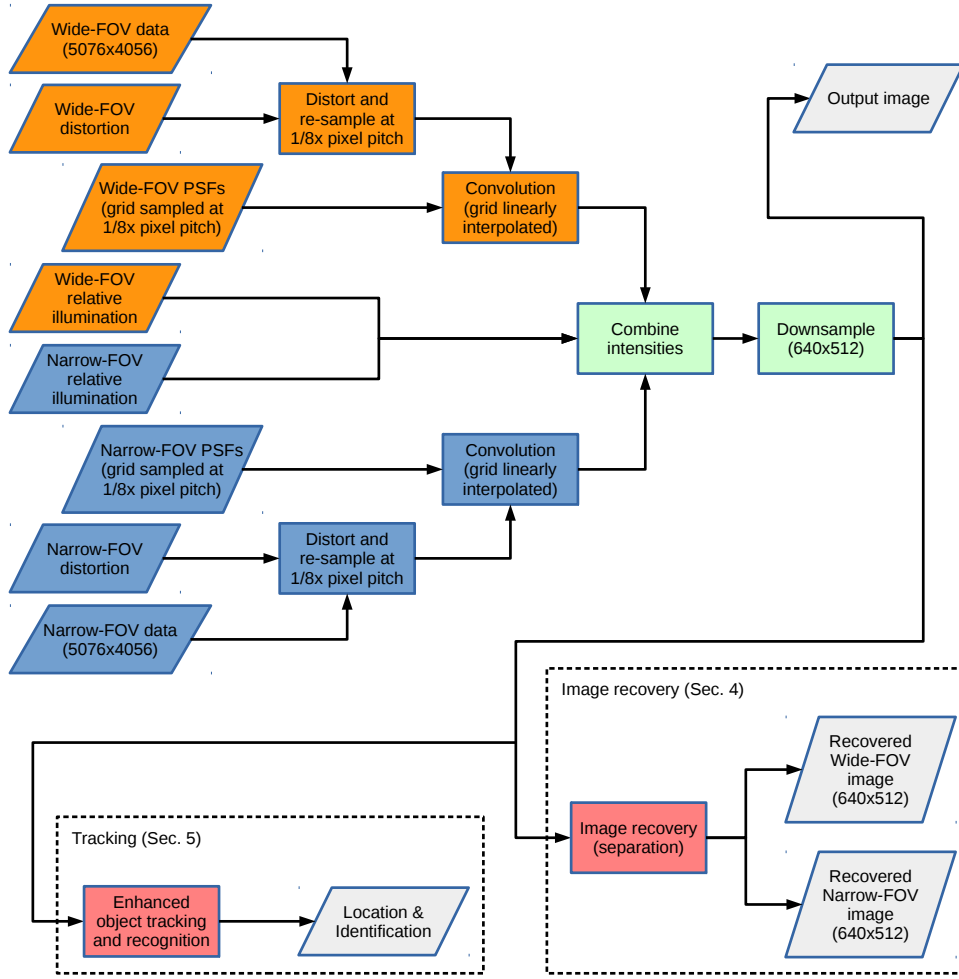 Wide-FOV data
(5076x4056)
Wide-FOV
distortion
Distort and
re-sample at
1/8x pixel pitch
Output image
Wide-FOV PSFs
(grid sampled at
1/8x pixel pitch)
Convolution
(grid linearly
interpolated)
Wide-FOV
relative
illumination
Narrow-FOV
relative
illumination
Combine
intensities
Downsample
(640x512)
Narrow-FOV PSFs
(grid sampled at
1/8x pixel pitch)
Convolution
(grid linearly
interpolated)
Narrow-FOV
distortion
Distort and
re-sample at
1/8x pixel pitch
Narrow-FOV data
(5076x4056)
Image recovery (Sec. 4)
Recovered
Wide-FOV
image
(640x512)
Image recovery
(separation)
Recovered
Narrow-FOV
image
(640x512)
Tracking (Sec. 5)
Enhanced
object tracking
and recognition
Location &
Identification